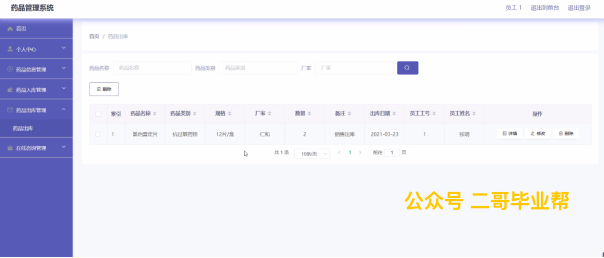 药品管理系统
员工 1 退出到前台 退出登录
首页
个人中心
药品信息管理
药品入库管理
药品出库管理
药品出库
在线咨询管理
首页 / 药品出库
药品名称 药品名称 药品类别 药品类别 厂家 厂家
删除
索引 药品名称 药品类别 规格 厂家 数量 备注 出库日期 员工工号 员工姓名 操作
1 氯雷他定片 抗过敏药物 12片/盒 仁和 2 销售出库 2021-03-23 1 详情 修改 删除
共 1 条 10条/页 1 前往 1 页
公众号 二哥毕业帮